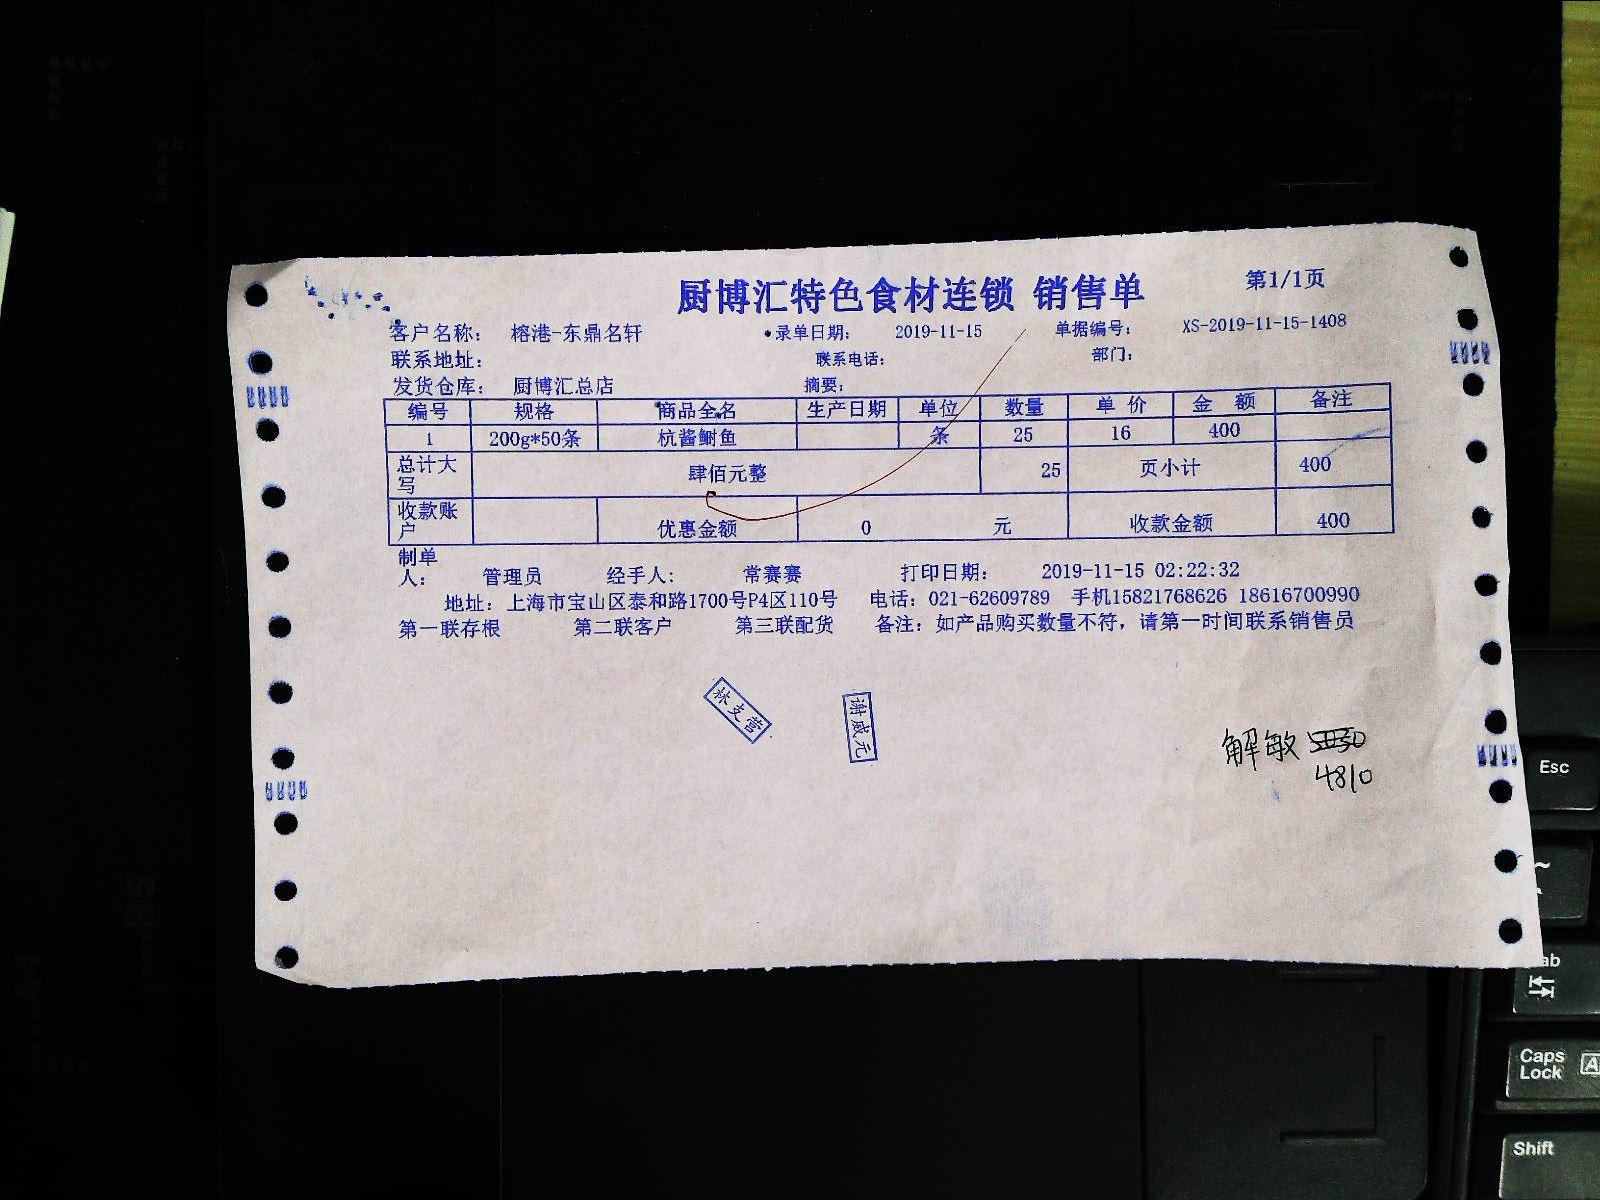 厨博汇特色食材连锁 销售单 第1/1页
客户名称： 榕港-东鼎名轩 录单日期： 2019-11-15 单据编号： XS-2019-11-15-1408
联系地址： 联系电话： 部门：
发货仓库： 厨博汇总店 摘要：
编号 规格 商品全名 生产日期 单位 数量 单 价 金 额 备注
1 200g*50条 杭酱鲥鱼 条 25 16 400
总计大写 肆佰元整 25 页小计 400
收款账户 优惠金额 0 元 收款金额 400
制单人： 管理员 经手人： 常赛赛 打印日期： 2019-11-15 02:22:32
地址：上海市宝山区泰和路1700号P4区110号 电话：021-62609789 手机15821768626 18616700990
第一联存根 第二联客户 第三联配货 备注：如产品购买数量不符，请第一时间联系销售员
林支营
谢威元
解敏
4810
Esc
Caps Lock
Shift